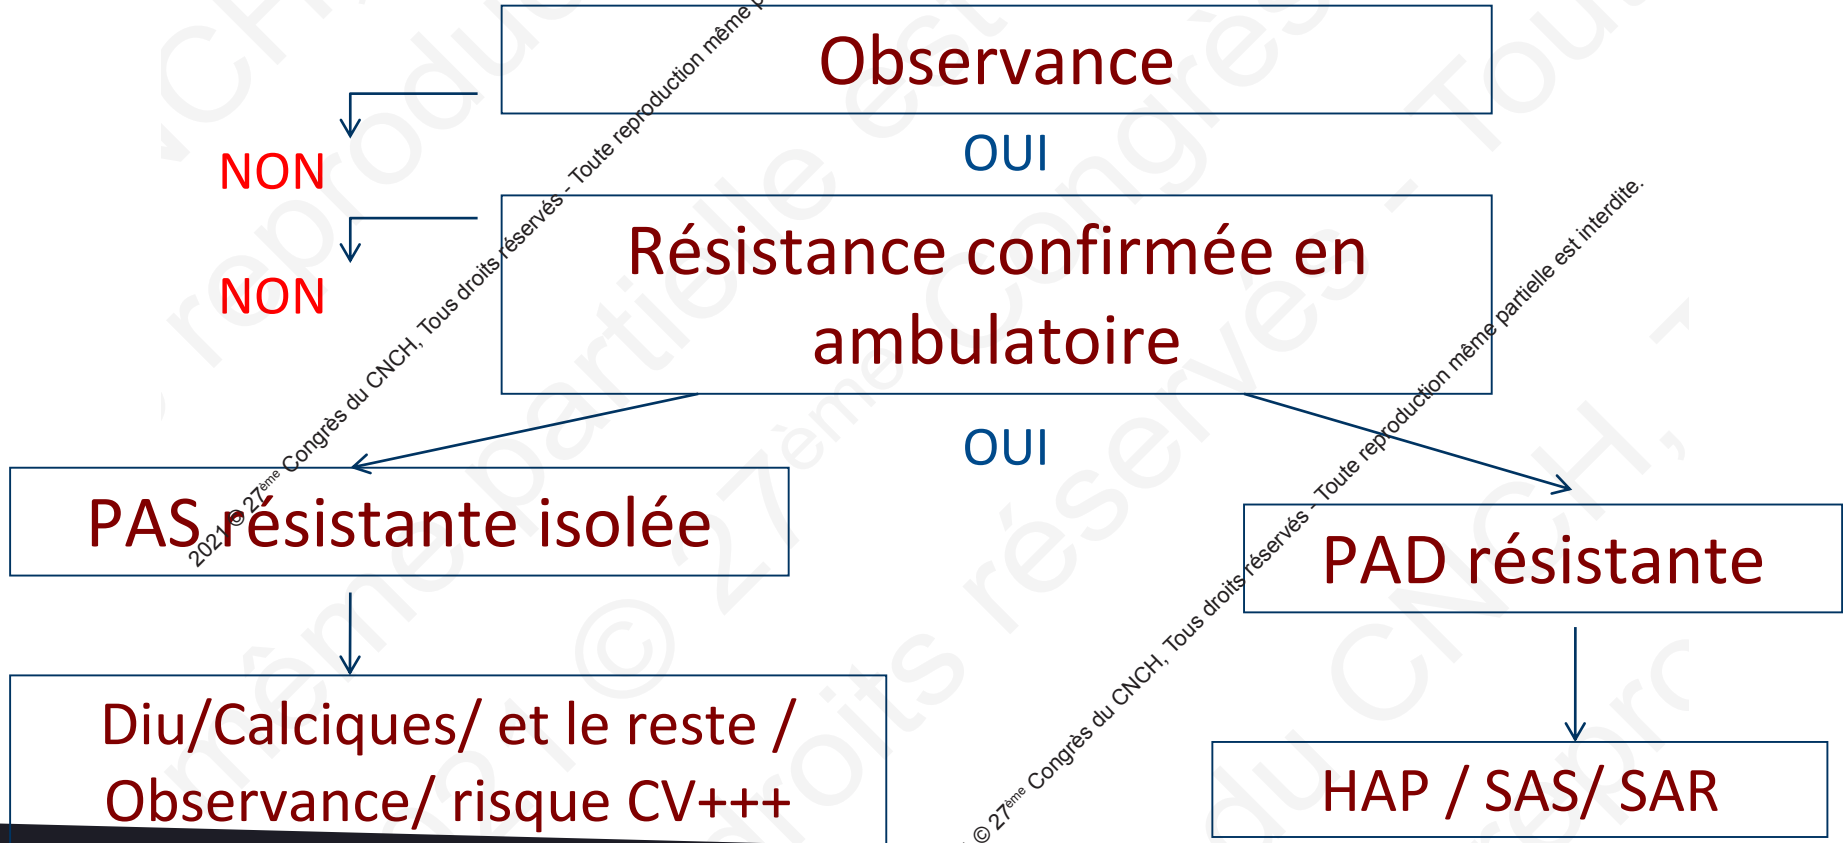 Observance
NON
OUI
Résistance confirmée en
ambulatoire
NON
OUI
PAS résistante isolée
PAD résistante
Diu/Calciques/ et le reste /
Observance/ risque CV+++
HAP / SAS/ SAR
2021 © 27ème Congrès du CNCH, Tous droits réservés - Toute reproduction même p
© 27ème Congrès du CNCH, Tous droits réservés - Toute reproduction même partielle est interdite.